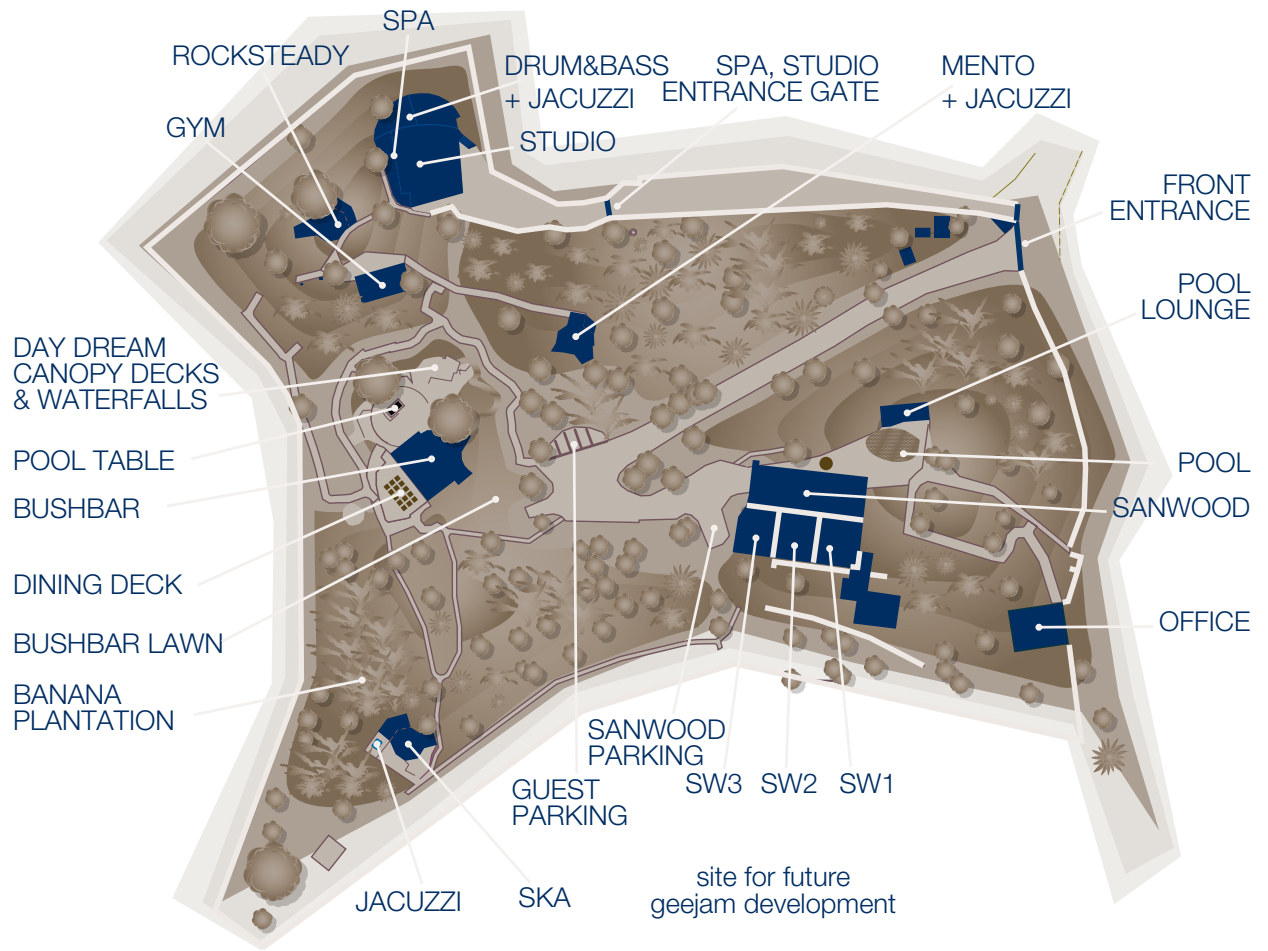 SPA
ROCKSTEADY
DRUM&BASS
+ JACUZZI
SPA, STUDIO
ENTRANCE GATE
MENTO
+ JACUZZI
GYM
STUDIO
FRONT
ENTRANCE
POOL
LOUNGE
DAY DREAM
CANOPY DECKS
& WATERFALLS
POOL TABLE
POOL
BUSHBAR
SANWOOD
DINING DECK
OFFICE
BUSHBAR LAWN
BANANA
PLANTATION
SANWOOD
PARKING
GUEST
PARKING
SW3
SW2
SW1
JACUZZI
SKA
site for future
geejam development